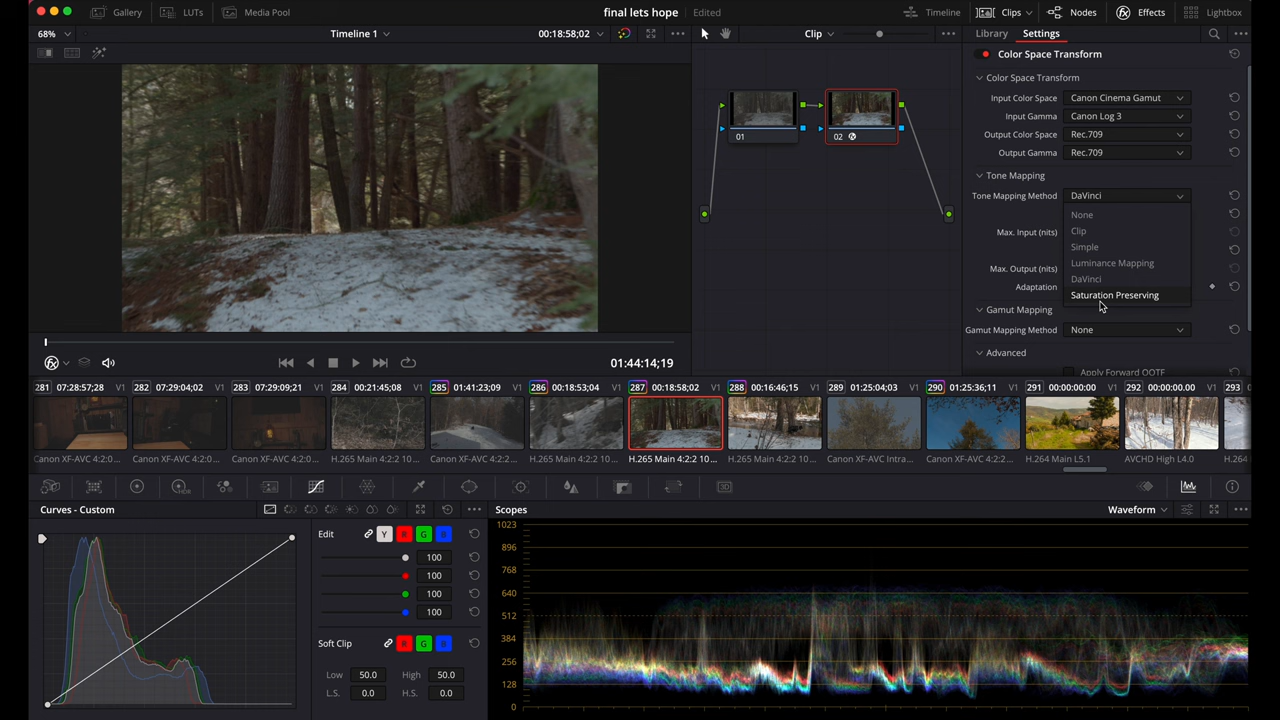 Gallery LUTs Media Pool final lets hope Edited Timeline Clips Nodes Effects Lightbox
68% Timeline 1 00:18:58;02 Clip Library Settings
Color Space Transform
Color Space Transform
Input Color Space Canon Cinema Gamut
Input Gamma Canon Log 3
Output Color Space Rec.709
Output Gamma Rec.709
01 02
Tone Mapping
Tone Mapping Method DaVinci
None
Clip
Max. Input (nits)
Simple
Luminance Mapping
Max. Output (nits)
DaVinci
Adaptation
Saturation Preserving
Gamut Mapping
Gamut Mapping Method None
Advanced
Apply Forward OOTF
01:44:14;19
281 07:28:57;28 V1 282 07:29:04;02 V1 283 07:29:09;21 V1 284 00:21:45;08 V1 285 01:41:23;09 V1 286 00:18:53;04 V1 287 00:18:58;02 V1 288 00:16:46;15 V1 289 01:25:04;03 V1 290 01:25:36;11 V1 291 00:00:00;00 V1 292 00:00:00.00 V1 293
Canon XF-AVC 4:2:0... Canon XF-AVC 4:2:0... Canon XF-AVC 4:2:0... H.265 Main 4:2:2 10... Canon XF-AVC 4:2:2... H.265 Main 4:2:2 10... H.265 Main 4:2:2 10... H.265 Main 4:2:2 10... Canon XF-AVC Intra... Canon XF-AVC 4:2:2... H.264 Main L5.1 AVCHD High L4.0 H.264
3D
Curves - Custom Scopes Waveform
Edit Y R G B
100
100
100
100
Soft Clip R G B
Low 50.0 High 50.0
L.S. 0.0 H.S. 0.0
1023
896
768
640
512
384
256
128
0